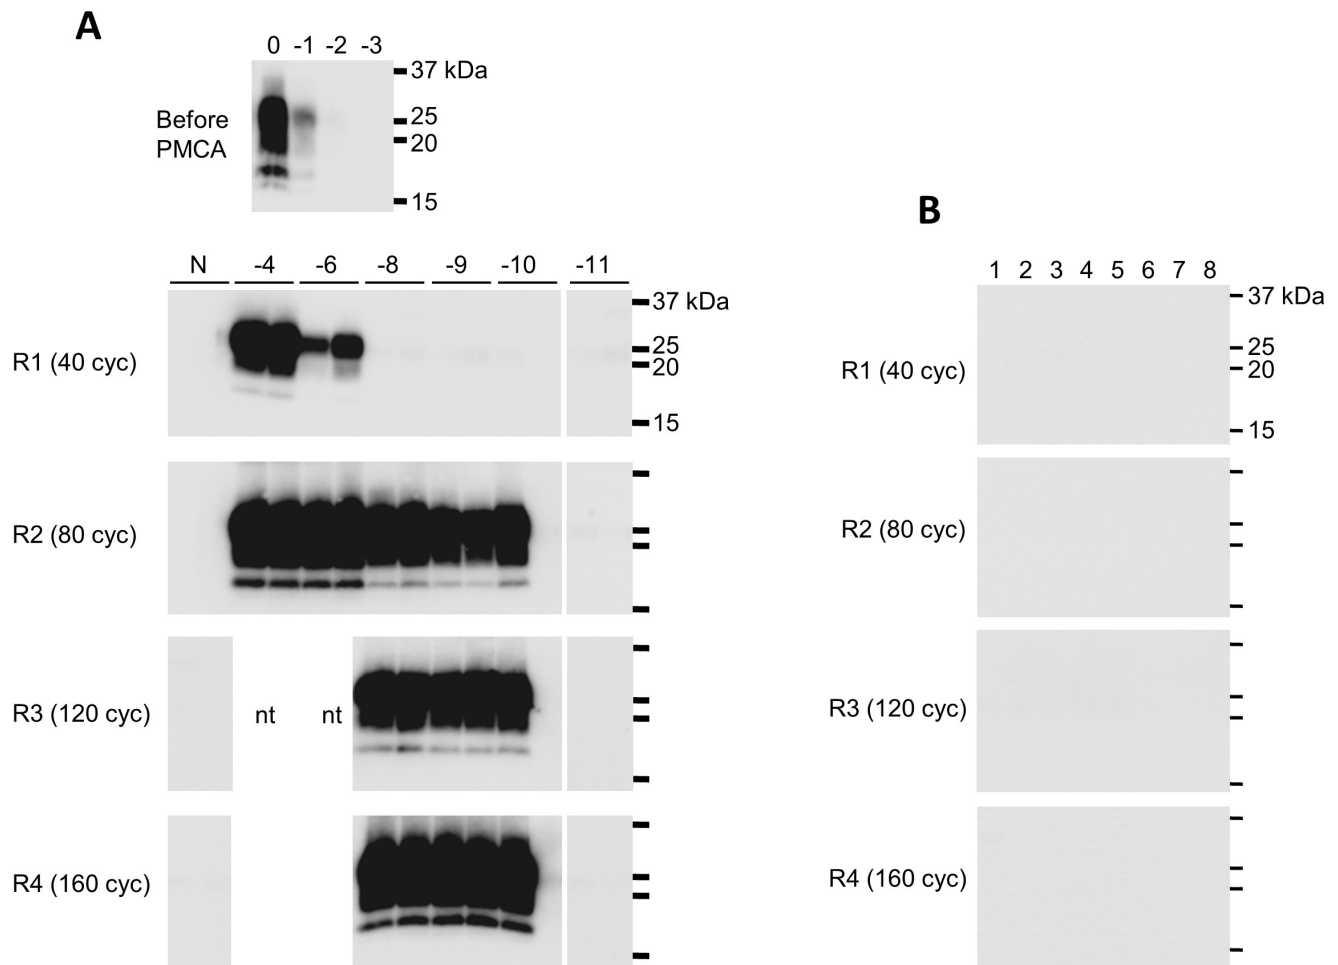 A
0 -1 -2 -3
37 kDa
Before
PMCA
25
20
15
B
N -4 -6 -8 -9 -10 -11
1 2 3 4 5 6 7 8
37 kDa
25
20
15
R1 (40 cyc)
37 kDa
25
20
15
R1 (40 cyc)
R2 (80 cyc)
R2 (80 cyc)
R3 (120 cyc)
nt nt
R3 (120 cyc)
R4 (160 cyc)
R4 (160 cyc)